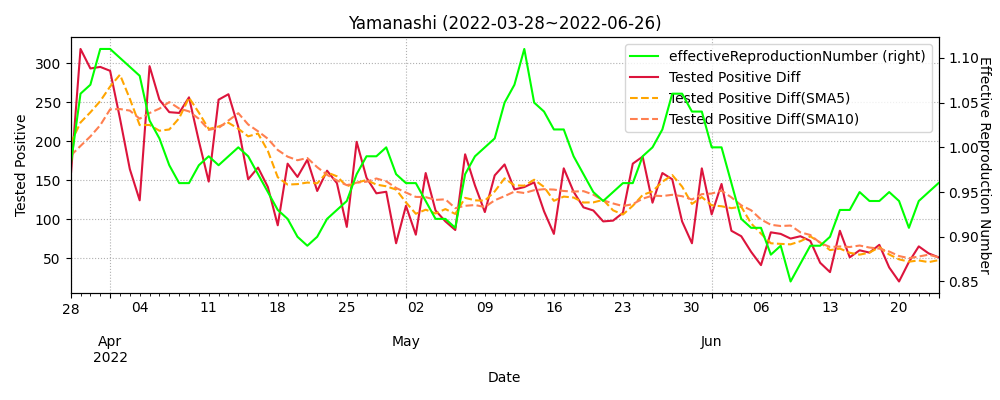 Yamanashi (2022-03-28~2022-06-26)
effectiveReproductionNumber (right)
Tested Positive Diff
Tested Positive Diff(SMA5)
Tested Positive Diff(SMA10)
Tested Positive
300
250
200
150
100
50
Effective Reproduction Number
1.10
1.05
1.00
0.95
0.90
0.85
28 04 11 18 25 02 09 16 23 30 06 13 20
Apr May Jun
2022
Date